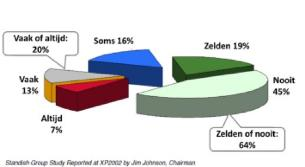 Vaak of altijd:
20%
Soms 16%
Zelden 19%
Nooit
45%
Vaak
13%
Altijd
7%
Zelden of nooit:
64%
Standish Group Study Reported at XP2002 by Jim Johnson, Chairman